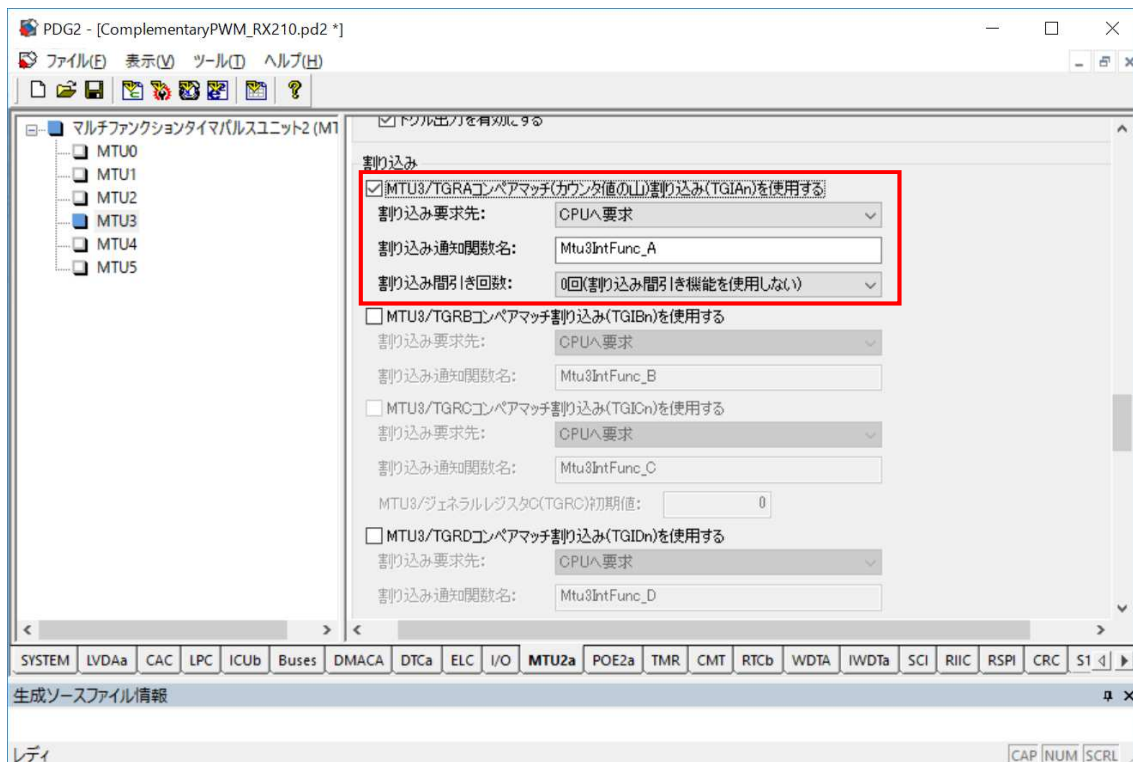 PDG2 - [ComplementaryPWM_RX210.pd2 *]
ファイル(F) 表示(V) ツール(T) ヘルプ(H)
マルチファンクションタイマパルスユニット2 (MT
MTU0
MTU1
MTU2
MTU3
MTU4
MTU5
トグル出力を有効にする
割り込み
MTU3/TGRAコンペアマッチ(カウンタ値の山)割り込み(TGIAn)を使用する
割り込み要求先: CPUへ要求
割り込み通知関数名: Mtu3IntFunc_A
割り込み間引き回数: 0回(割り込み間引き機能を使用しない)
MTU3/TGRBコンペアマッチ割り込み(TGIBn)を使用する
割り込み要求先: CPUへ要求
割り込み通知関数名: Mtu3IntFunc_B
MTU3/TGRCコンペアマッチ割り込み(TGICn)を使用する
割り込み要求先: CPUへ要求
割り込み通知関数名: Mtu3IntFunc_C
MTU3/ジェネラルレジスタC(TGRC)初期値: 0
MTU3/TGRDコンペアマッチ割り込み(TGIDn)を使用する
割り込み要求先: CPUへ要求
割り込み通知関数名: Mtu3IntFunc_D
SYSTEM LVDAa CAC LPC ICUb Buses DMACA DTCa ELC I/O MTU2a POE2a TMR CMT RTCb WDTA IWDTa SCI RIIC RSPI CRC S1
生成ソースファイル情報
レディ CAP NUM SCRL